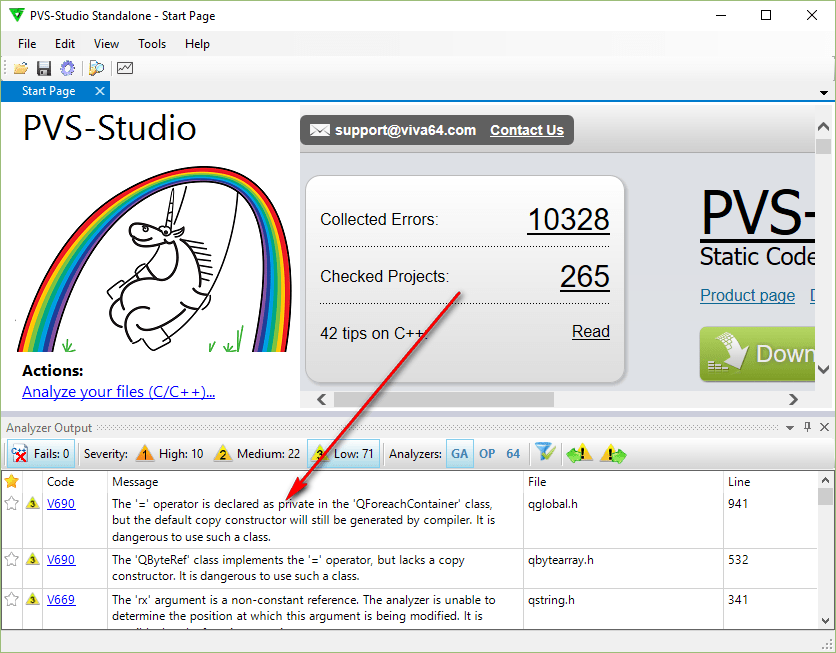 PVS-Studio Standalone - Start Page
File Edit View Tools Help
Start Page
PVS-Studio
support@viva64.com Contact Us
Collected Errors: 10328
Checked Projects: 265
42 tips on C++. Read
PVS-
Static Code
Product page
Down
Actions:
Analyze your files (C/C++)...
Analyzer Output
Fails: 0 Severity: 1 High: 10 2 Medium: 22 3 Low: 71 Analyzers: GA OP 64
Code Message File Line
3 V690 The '=' operator is declared as private in the 'QForeachContainer' class, qglobal.h 941
but the default copy constructor will still be generated by compiler. It is
dangerous to use such a class.
3 V690 The 'QByteRef' class implements the '=' operator, but lacks a copy qbytearray.h 532
constructor. It is dangerous to use such a class.
3 V669 The 'rx' argument is a non-constant reference. The analyzer is unable to qstring.h 341
determine the position at which this argument is being modified. It is